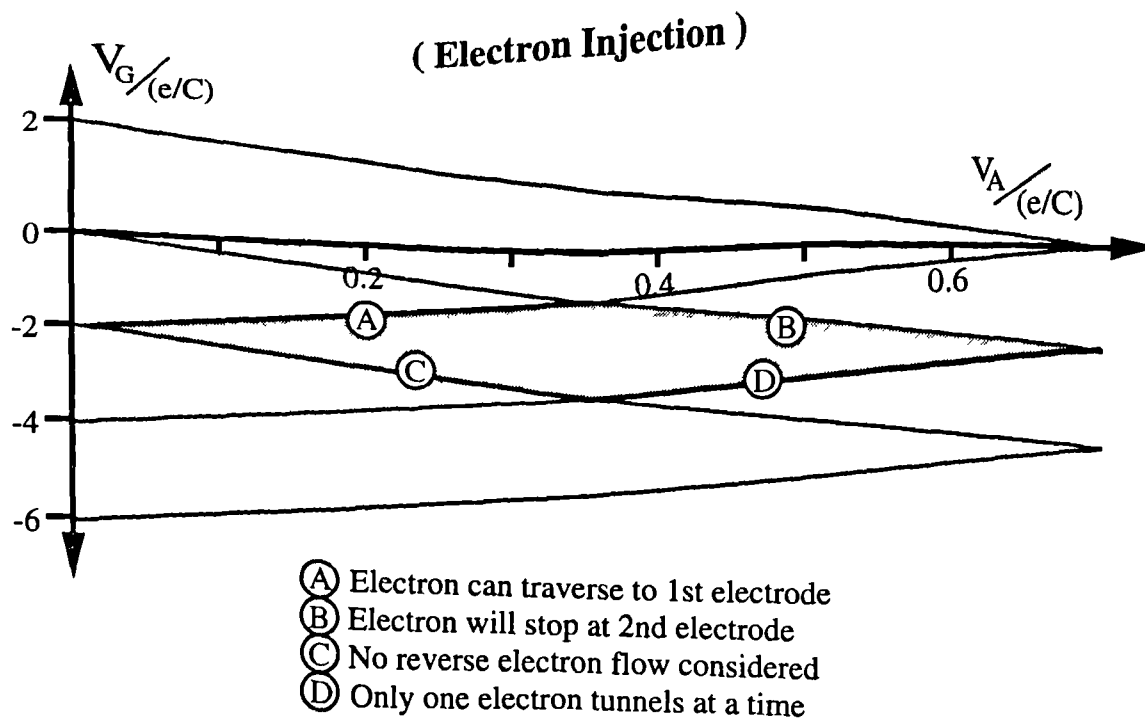 ( Electron Injection )
V_G/(e/C)
2
0
-2
-4
-6
V_A/(e/C)
0.2
0.4
0.6
A
B
C
D
A Electron can traverse to 1st electrode
B Electron will stop at 2nd electrode
C No reverse electron flow considered
D Only one electron tunnels at a time